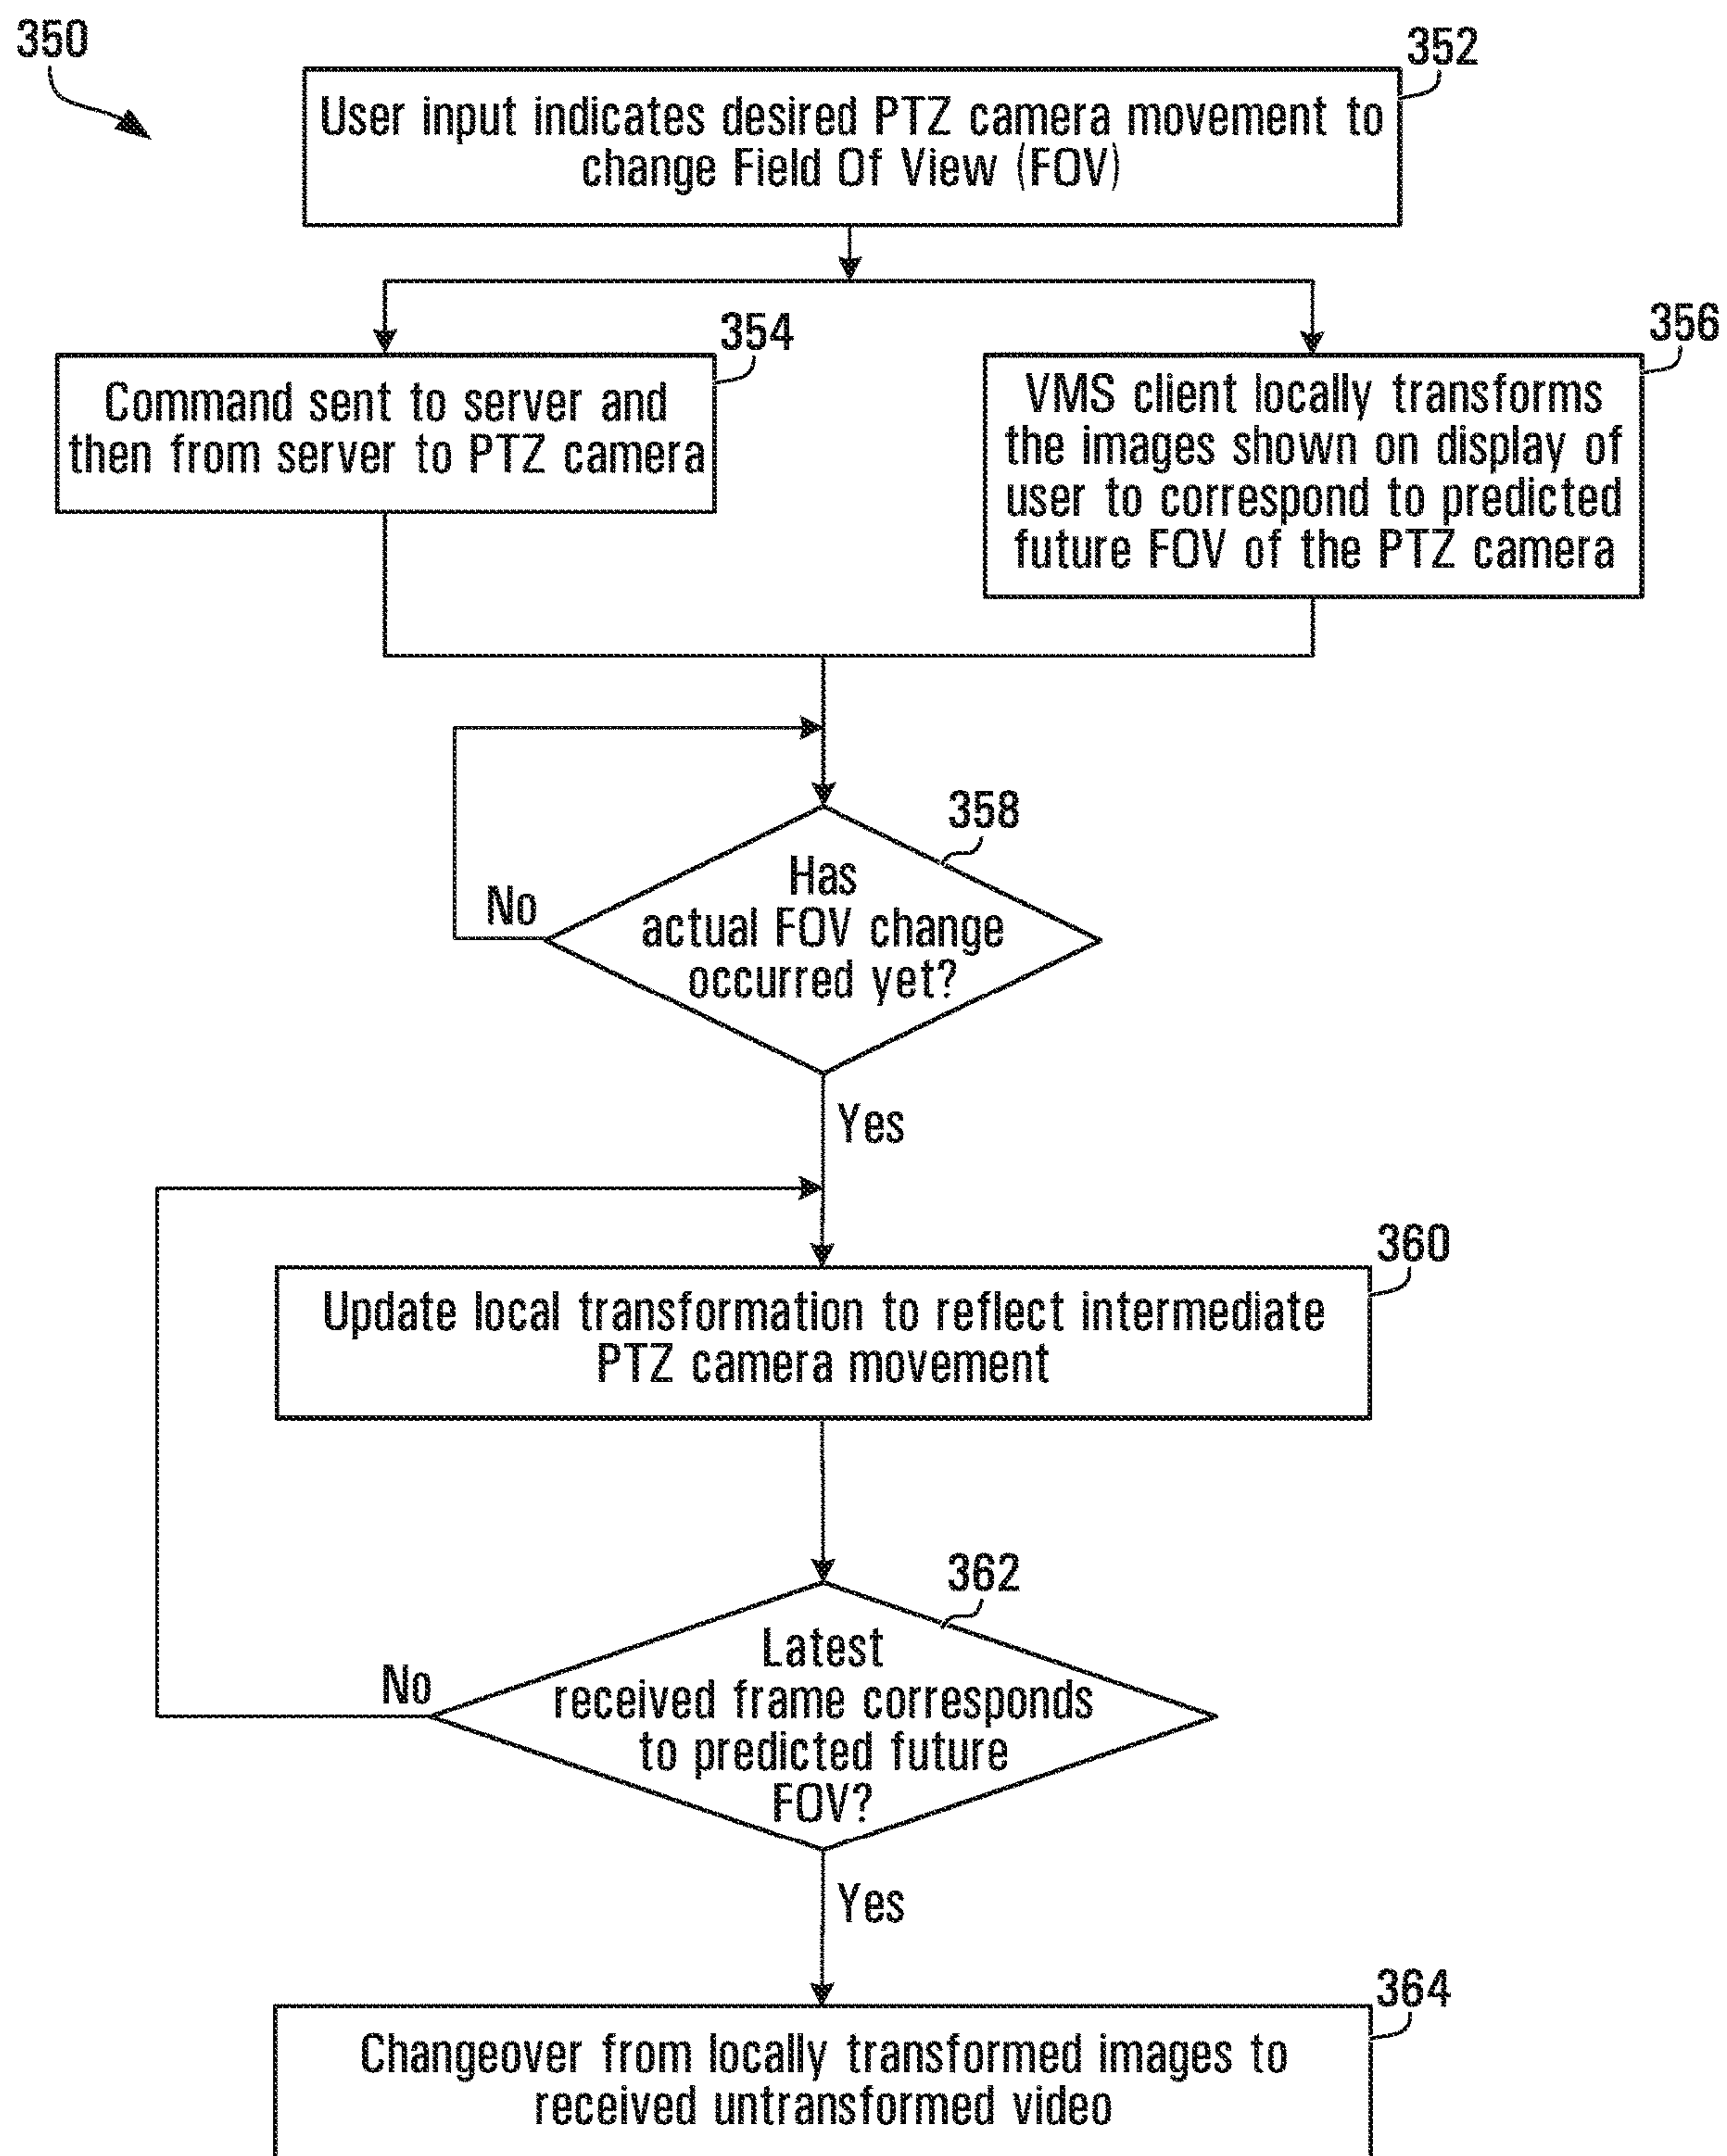 350
352
User input indicates desired PTZ camera movement to
change Field Of View (FOV)
354
Command sent to server and
then from server to PTZ camera
356
VMS client locally transforms
the images shown on display of
user to correspond to predicted
future FOV of the PTZ camera
358
Has
actual FOV change
occurred yet?
No
Yes
360
Update local transformation to reflect intermediate
PTZ camera movement
362
Latest
received frame corresponds
to predicted future
FOV?
No
Yes
364
Changeover from locally transformed images to
received untransformed video